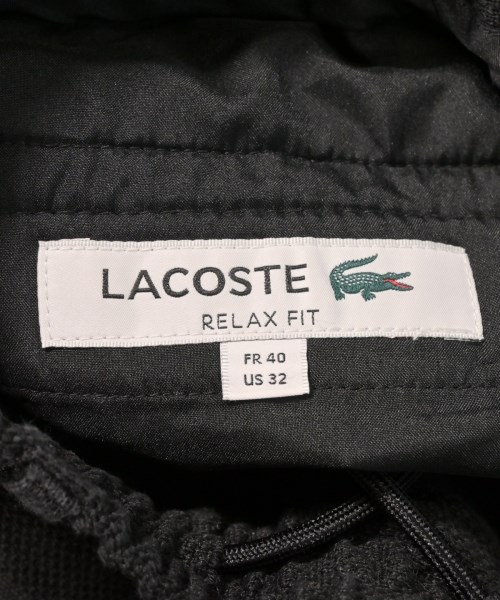 LACOSTE
RELAX FIT
FR 40
US 32